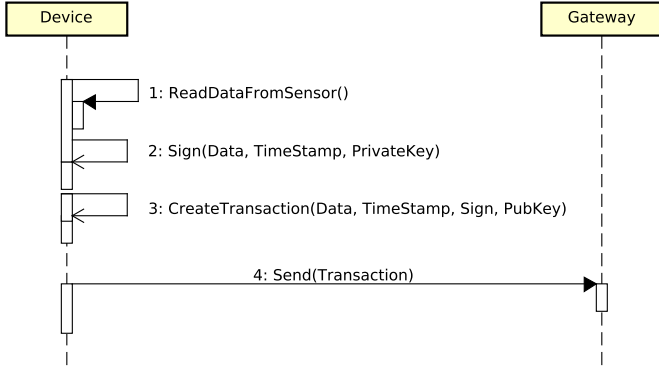 Device
Gateway
1: ReadDataFromSensor()
2: Sign(Data, TimeStamp, PrivateKey)
3: CreateTransaction(Data, TimeStamp, Sign, PubKey)
4: Send(Transaction)